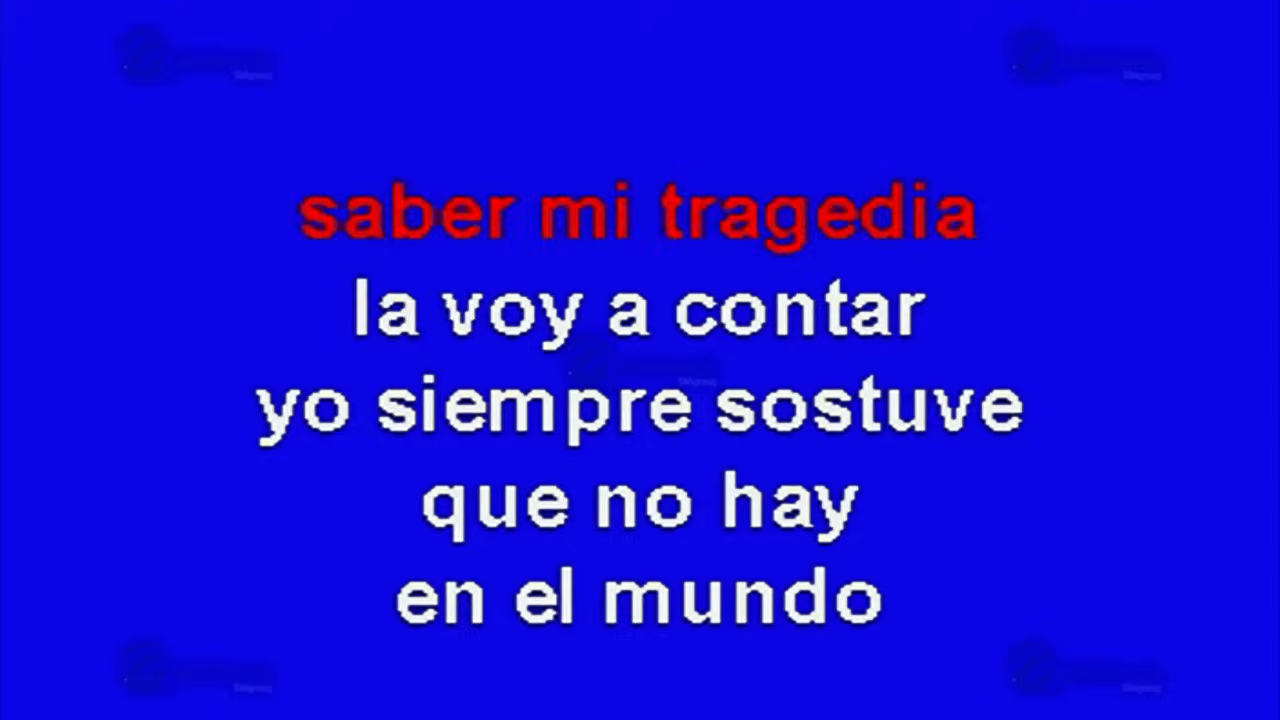 saber mi tragedia
la voy a contar
yo siempre sostuve
que no hay
en el mundo